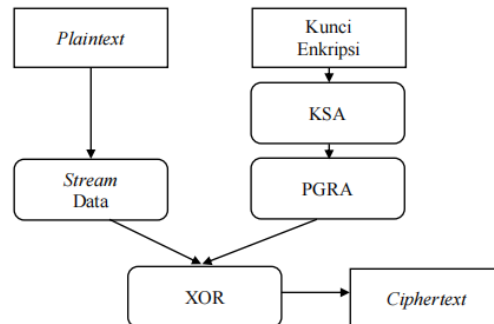 Plaintext
Kunci
Enkripsi
KSA
Stream
Data
PGRA
XOR
Ciphertext